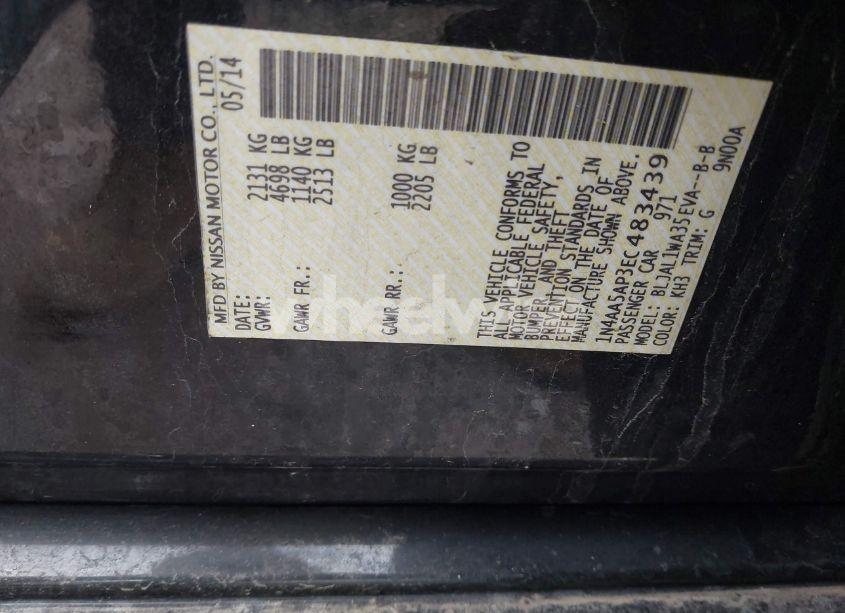 MFD BY NISSAN MOTOR CO., LTD.
DATE: 05/14
GVWR: 2131 KG
4698 LB
GAWR FR.: 1140 KG
2513 LB
GAWR RR.: 1000 KG
2205 LB
THIS VEHICLE CONFORMS TO
ALL APPLICABLE FEDERAL
MOTOR VEHICLE SAFETY,
BUMPER, AND THEFT
PREVENTION STANDARDS IN
EFFECT ON THE DATE OF
MANUFACTURE SHOWN ABOVE.
1N4AA5AP3EC483439
PASSENGER CAR 971
MODEL: BL1AL1WA35EVA---B-B
COLOR: KH3 TRIM: G 9N00A